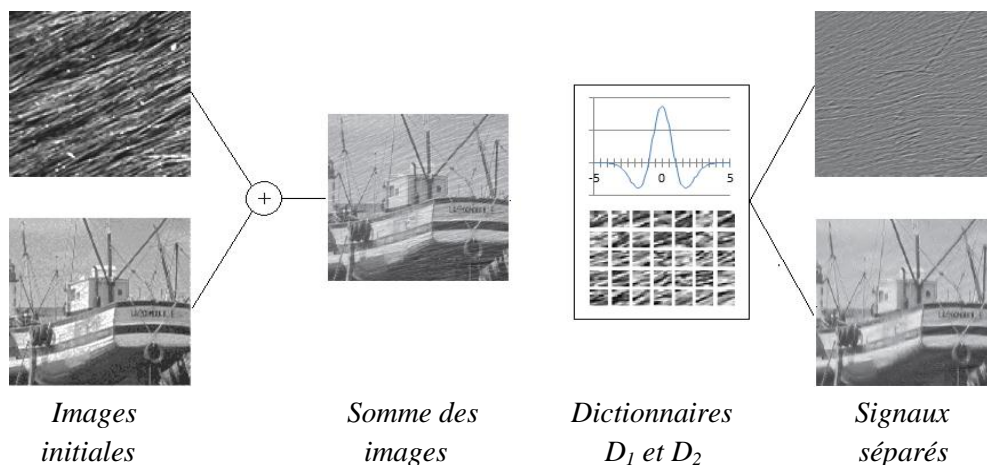 +
-5 0 5
Images
initiales
Somme des
images
Dictionnaires
D₁ et D₂
Signaux
séparés